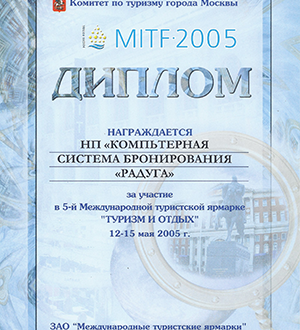 Комитет по туризму города Москвы
MITF·2005
ДИПЛОМ
НАГРАЖДАЕТСЯ
НП «КОМПЬТЕРНАЯ
СИСТЕМА БРОНИРОВАНИЯ
«РАДУГА»
за участие
в 5-й Международной туристской ярмарке
"ТУРИЗМ И ОТДЫХ"
12-15 мая 2005 г.
ЗАО "Международные туристские ярмарки"